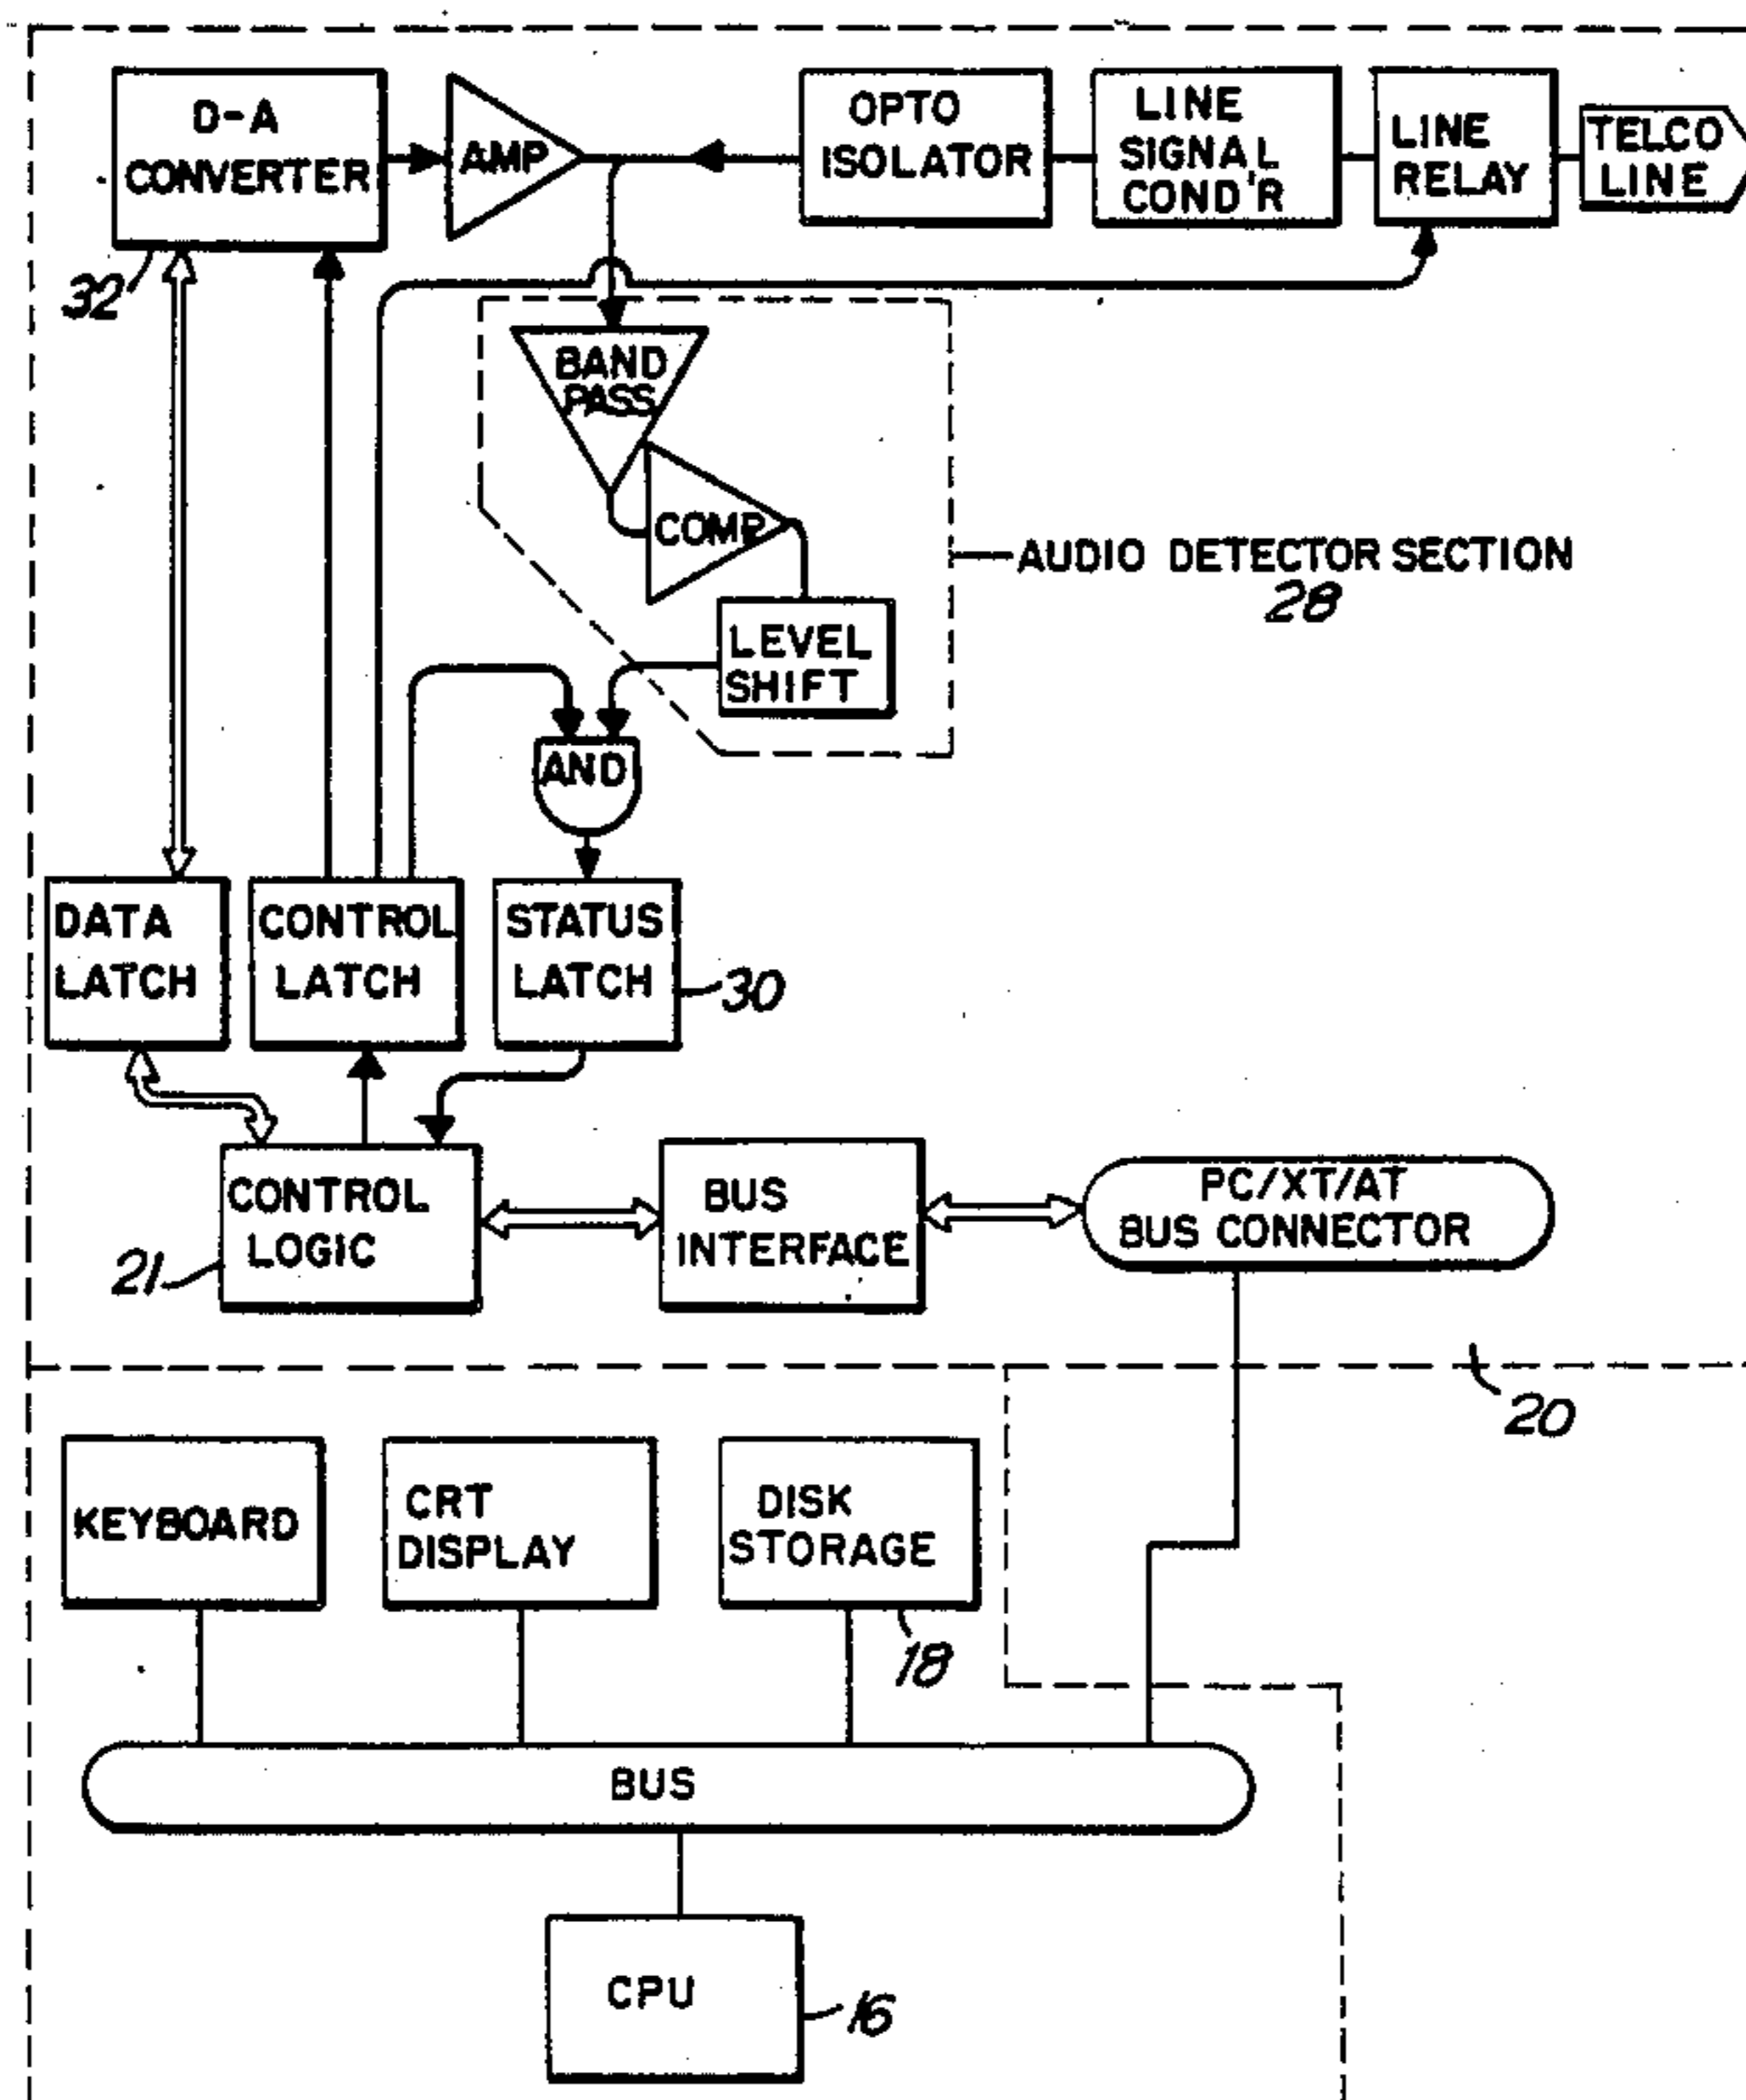 D-A
CONVERTER
AMP
OPTO
ISOLATOR
LINE
SIGNAL
COND'R
LINE
RELAY
TELCO
LINE
32
BAND
PASS
COMP
AUDIO DETECTOR SECTION
28
LEVEL
SHIFT
AND
DATA
LATCH
CONTROL
LATCH
STATUS
LATCH
30
CONTROL
LOGIC
21
BUS
INTERFACE
PC/XT/AT
BUS CONNECTOR
20
KEYBOARD
CRT
DISPLAY
DISK
STORAGE
18
BUS
CPU
16